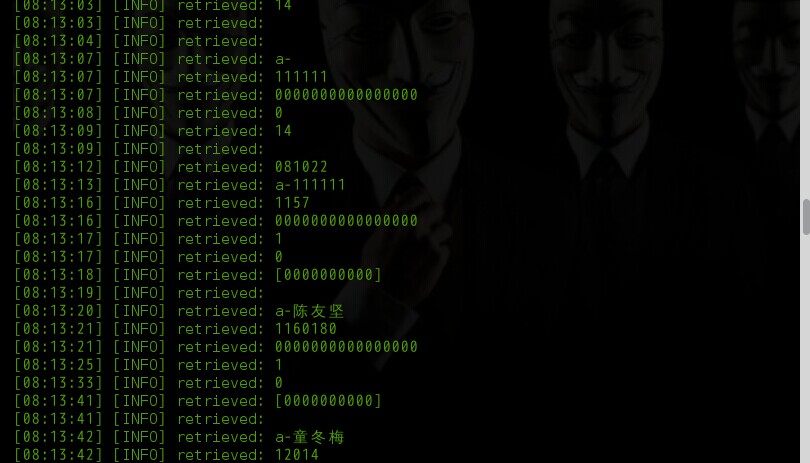 [08:13:03] [INFO] retrieved: 14
[08:13:03] [INFO] retrieved:
[08:13:04] [INFO] retrieved:
[08:13:07] [INFO] retrieved: a-
[08:13:07] [INFO] retrieved: 111111
[08:13:07] [INFO] retrieved: 0000000000000000
[08:13:08] [INFO] retrieved: 0
[08:13:09] [INFO] retrieved: 14
[08:13:09] [INFO] retrieved:
[08:13:12] [INFO] retrieved: 081022
[08:13:13] [INFO] retrieved: a-111111
[08:13:16] [INFO] retrieved: 1157
[08:13:16] [INFO] retrieved: 0000000000000000
[08:13:17] [INFO] retrieved: 1
[08:13:17] [INFO] retrieved: 0
[08:13:18] [INFO] retrieved: [0000000000]
[08:13:19] [INFO] retrieved:
[08:13:20] [INFO] retrieved: a-陈友坚
[08:13:21] [INFO] retrieved: 1160180
[08:13:21] [INFO] retrieved: 0000000000000000
[08:13:25] [INFO] retrieved: 1
[08:13:33] [INFO] retrieved: 0
[08:13:41] [INFO] retrieved: [0000000000]
[08:13:41] [INFO] retrieved:
[08:13:42] [INFO] retrieved: a-童冬梅
[08:13:42] [INFO] retrieved: 12014